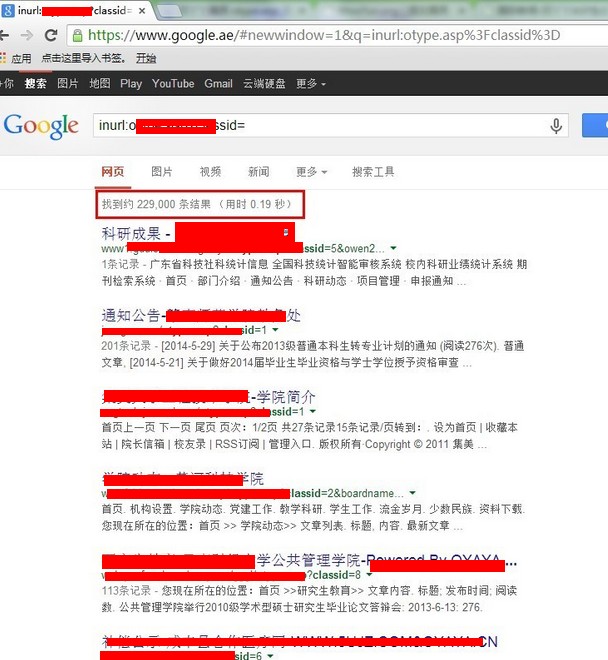 inurl: ?classid=
https://www.google.ae/#newwindow=1&q=inurl:otype.asp%3Fclassid%3D
应用 点击这里导入书签。 开始
+你 搜索 图片 地图 Play YouTube Gmail 云端硬盘 更多
Google inurl:o sid=
网页 图片 视频 新闻 更多 搜索工具
找到约 229,000 条结果 (用时 0.19 秒)
科研成果 -
www ssid=5&owen2...
1条记录 - 广东省科技社科统计信息 全国科技统计智能审核系统 校内科研业绩统计系统 期
刊检索系统 · 首页 · 部门介绍 · 通知公告 · 科研动态 · 项目管理 · 申报通知 ...
通知公告- 处
sid=1
201条记录 - [2014-5-29] 关于公布2013级普通本科生转专业计划的通知 (阅读276次). 普通
文章, [2014-5-21] 关于做好2014届毕业生毕业资格与学士学位授予资格审查 ...
-学院简介
sid=1
首页上一页 下一页 尾页 页次：1/2页 共27条记录15条记录/页转到：. 设为首页 | 收藏本
站 | 院长信箱 | 校友录 | RSS订阅 | 管理入口. 版权所有·Copyright © 2011 集美 ...
学院
lassid=2&boardname...
首页. 机构设置. 学院动态. 党建工作. 教学科研. 学生工作. 流金岁月. 少数民族. 资料下载.
您现在所在的位置：首页 >> 学院动态>> 文章列表. 标题, 内容. 最新文章 ...
学公共管理学院-Powered By OYAYA ...
?classid=8
113条记录 - 您现在所在的位置：首页 >>研究生教育>> 文章内容. 标题; 发布时间; 阅读
数. 公共管理学院举行2010级学术型硕士研究生毕业论文答辩会: 2013-6-13: 276.
CN
sid=6